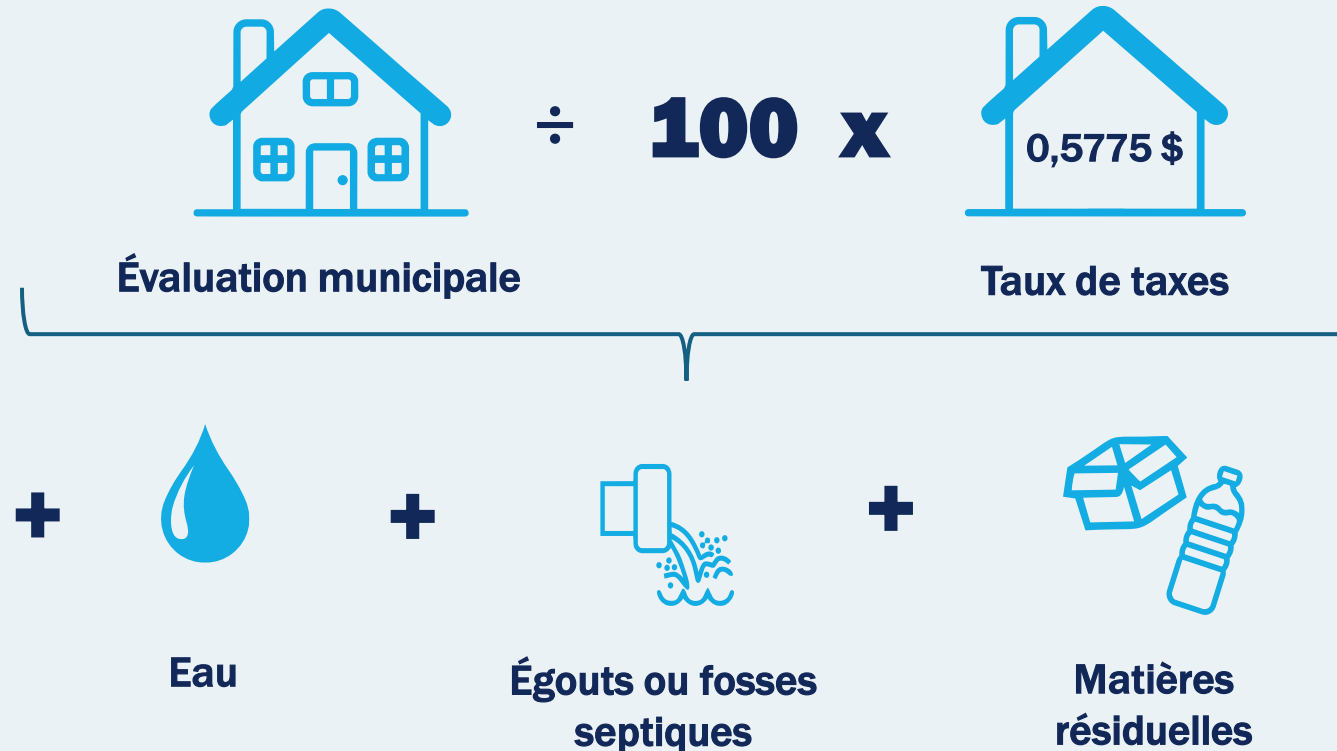 ÷ 100 x 0,5775 $
Évaluation municipale
Taux de taxes
+ + +
Eau
Égouts ou fosses
septiques
Matières
résiduelles